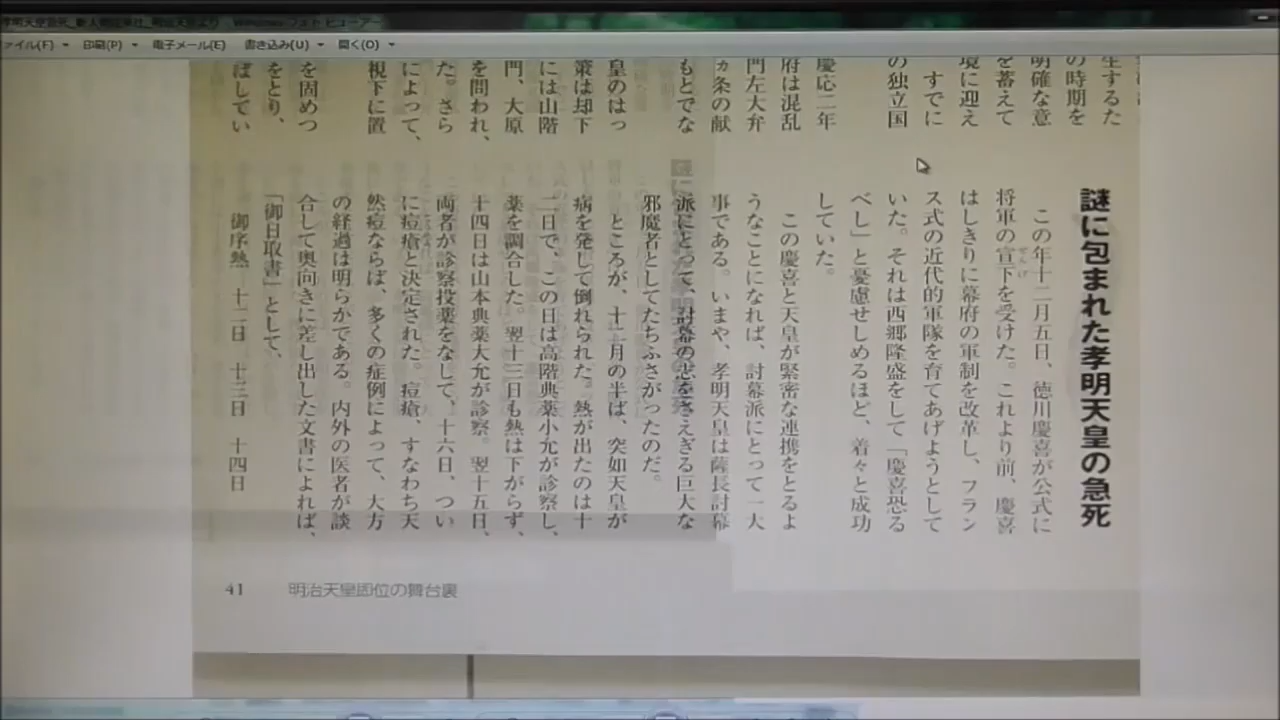 ファイル(F)
印刷(P)
電子メール(E)
書き込み(U)
開く(O)
生するた
の時期を
明確な意
を蓄えて
境に迎え
すでに
の独立国
慶応二年
府は混乱
門左大弁
カ条の献
もとでな
皇のはっ
策は却下
には山階
門、大原
を問われ、
た。さら
によって、
視下に置
を固めつ
をとり、
ばしてい
謎に包まれた孝明天皇の急死
この年十二月五日、徳川慶喜が公式に
将軍の宣下を受けた。これより前、慶喜
せんげ
はしきりに幕府の軍制を改革し、フラン
ス式の近代的軍隊を育てあげようとして
いた。それは西郷隆盛をして「慶喜恐る
べし」と憂慮せしめるほど、着々と成功
していた。
この慶喜と天皇が緊密な連携をとるよ
うなことになれば、討幕派にとって一大
事である。いまや、孝明天皇は薩長討幕
派にとって、討幕の志をさえぎる巨大な
邪魔者としてたちふさがったのだ。
ところが、十二月の半ば、突如天皇が
病を発して倒れられた。熱が出たのは十
二日で、この日は高階典薬小允が診察し、
薬を調合した。翌十三日も熱は下がらず、
十四日は山本典薬大允が診察。翌十五日、
両者が診察投薬をなして、十六日、つい
に痘瘡と決定された。痘瘡、すなわち天
然痘ならば、多くの症例によって、大方
の経過は明らかである。内外の医者が談
合して奥向きに差し出した文書によれば、
「御日取書」として、
御序熱 十二日 十三日 十四日
41 明治天皇即位の舞台裏